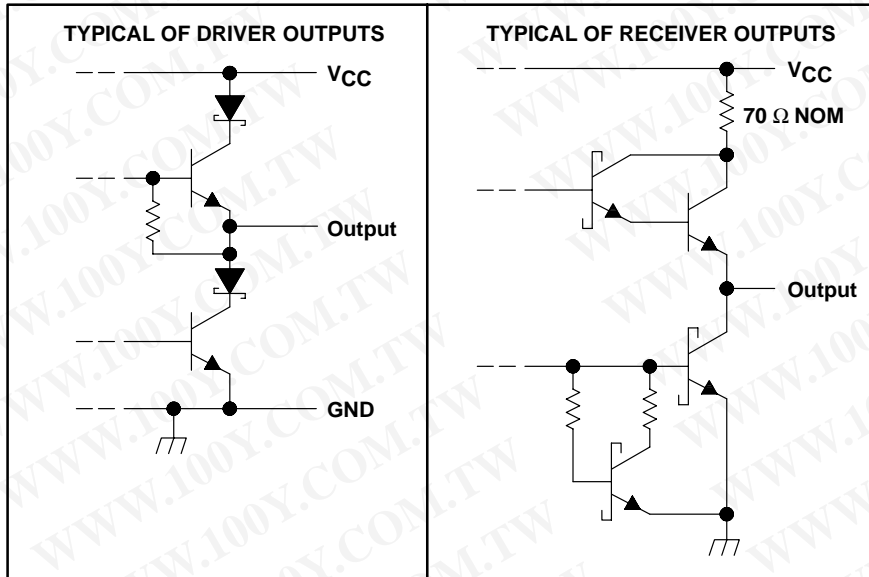 TYPICAL OF DRIVER OUTPUTS
VCC
Output
GND
TYPICAL OF RECEIVER OUTPUTS
VCC
70 Ω NOM
Output
WWW.100Y.COM.TW